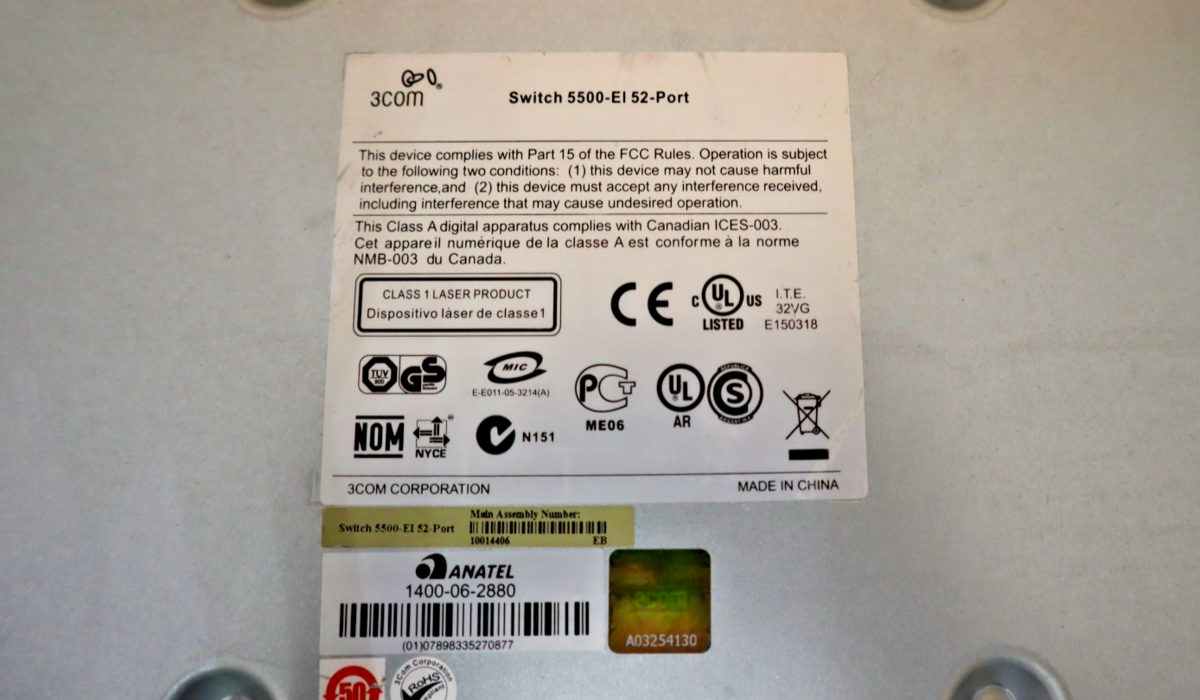 3COM
Switch 5500-EI 52-Port
This device complies with Part 15 of the FCC Rules. Operation is subject
to the following two conditions: (1) this device may not cause harmful
interference,and (2) this device must accept any interference received,
including interference that may cause undesired operation.
This Class A digital apparatus complies with Canadian ICES-003.
Cet appareil numérique de la classe A est conforme à la norme
NMB-003 du Canada.
CLASS 1 LASER PRODUCT
Dispositivo làser de classe1
CE
C UL US LISTED
I.T.E.
32VG
E150318
TUV
GS
MIC
E-E011-05-3214(A)
PCT
ME06
UL
AR
S
NOM
NYCE
N151
3COM CORPORATION
MADE IN CHINA
Switch 5500-EI 52-Port
Main Assembly Number:
10014406
EB
ANATEL
1400-06-2880
(01)07898335270877
3COM
A03254130
50
3Com Corporation
RoHS